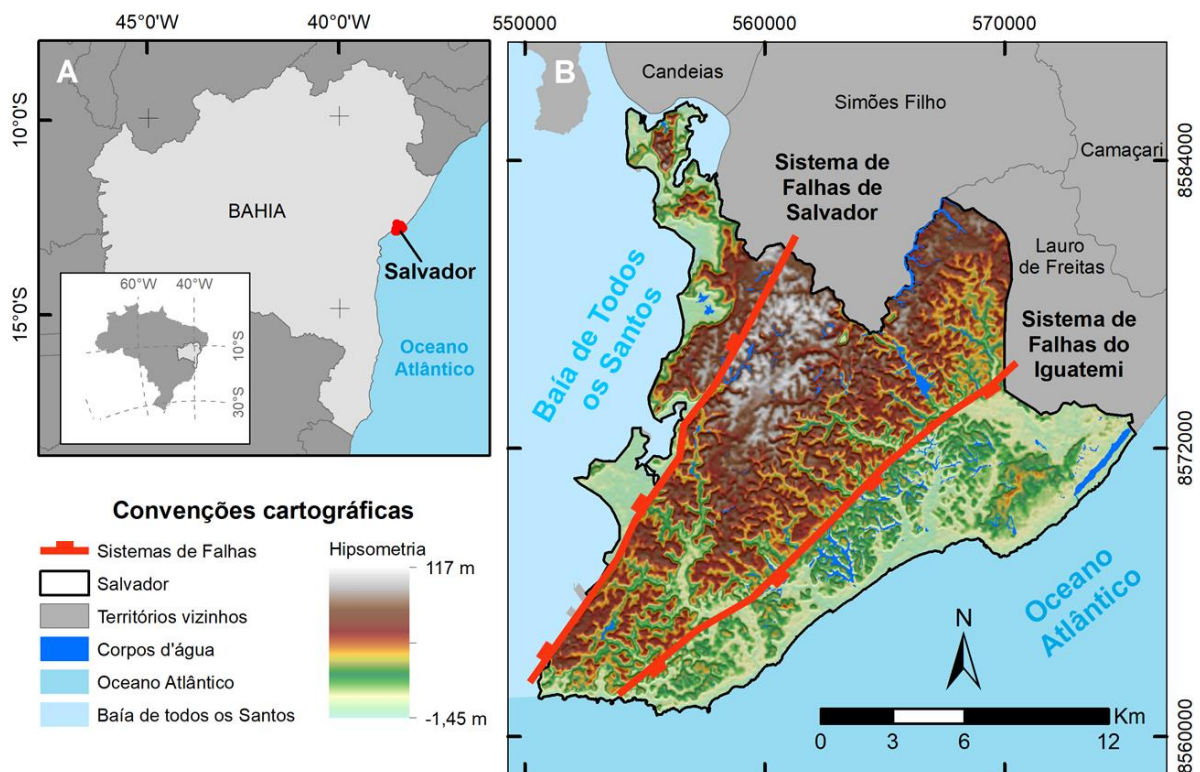 45°0'W
40°0'W
A
10°0'S
15°0'S
BAHIA
Salvador
Oceano
Atlântico
60°W
40°W
10°S
30°S
Convenções cartográficas
Sistemas de Falhas
Salvador
Territórios vizinhos
Corpos d'água
Oceano Atlântico
Baía de todos os Santos
Hipsometria
117 m
-1,45 m
550000
560000
570000
B
Candeias
Simões Filho
Camaçari
8584000
Sistema de
Falhas de
Salvador
Lauro
de Freitas
Baía de Todos
os Santos
Sistema de
Falhas do
Iguatemi
8572000
Oceano
Atlântico
N
Km
0
3
6
12
8560000